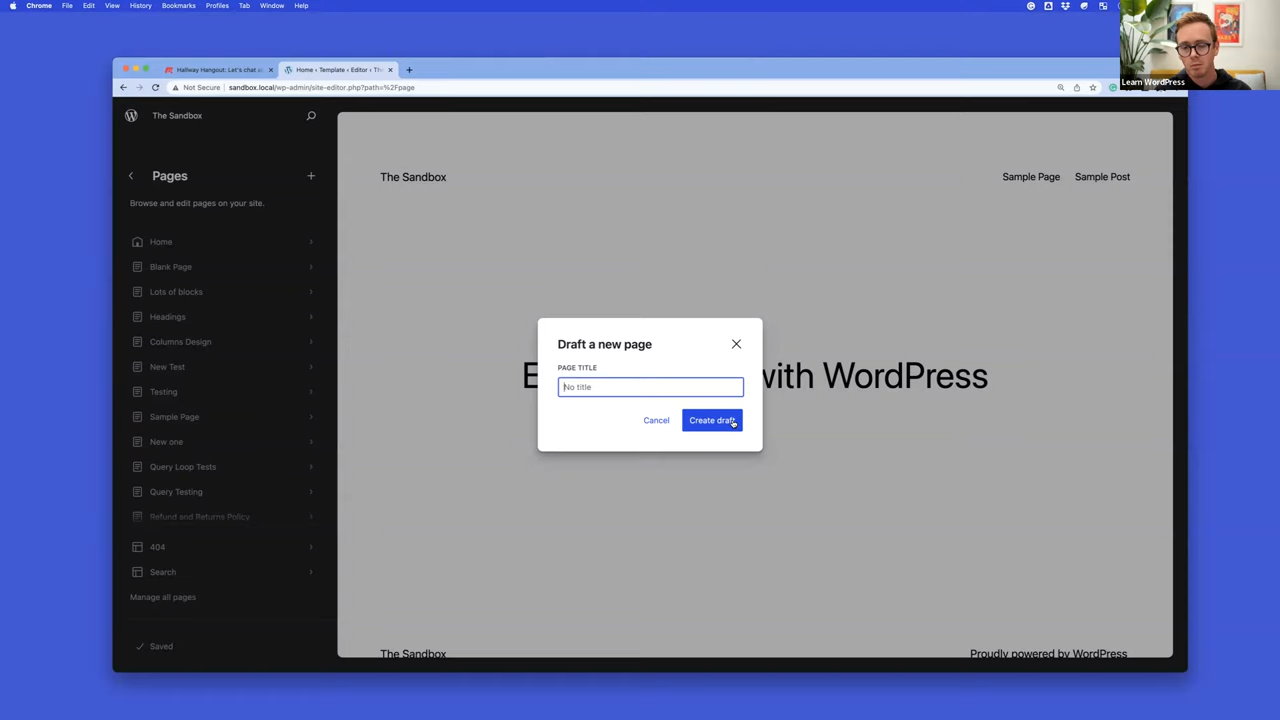 Chrome File Edit View History Bookmarks Profiles Tab Window Help
Learn WordPress
Halfway Hangout: Let's chat a
Home ‹ Template ‹ Editor ‹ Th
Not Secure sandbox.local/wp-admin/site-editor.php?path=%2Fpage
The Sandbox
Pages
Browse and edit pages on your site.
Home
Blank Page
Lots of blocks
Headings
Columns Design
New Test
Testing
Sample Page
New one
Query Loop Tests
Query Testing
Refund and Returns Policy
404
Search
Manage all pages
Saved
The Sandbox
Sample Page Sample Post
with WordPress
Draft a new page
PAGE TITLE
No title
Cancel Create draft
The Sandbox
Proudly powered by WordPress